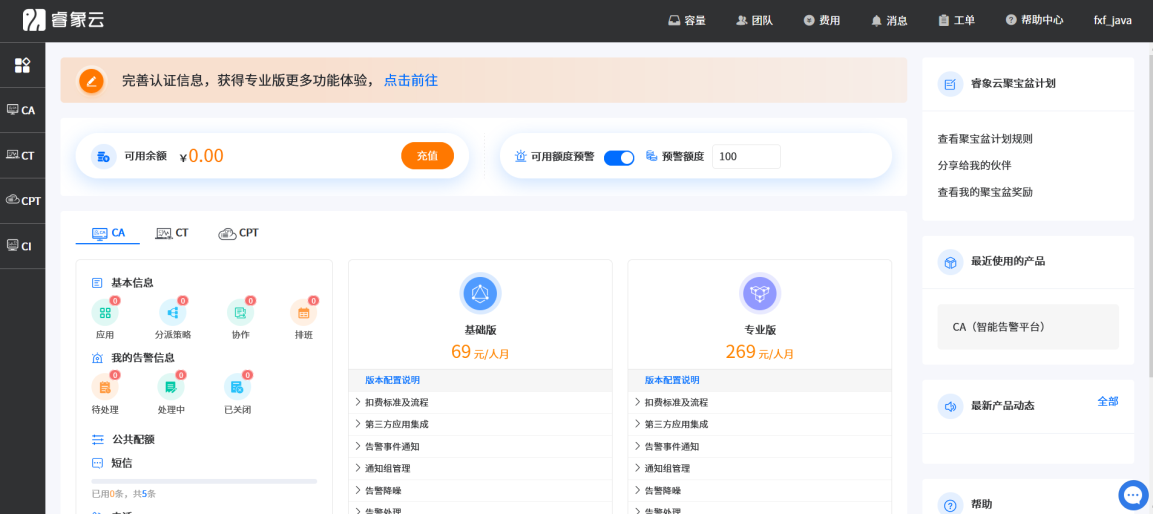 睿象云
容量
团队
费用
消息
工单
帮助中心
fxf_java
CA
CT
CPT
CI
完善认证信息，获得专业版更多功能体验， 点击前往
可用余额 ¥0.00
充值
可用额度预警
预警额度
100
CA
CT
CPT
基本信息
0 0 0 0
应用 分派策略 协作 排班
我的告警信息
0 0 0
待处理 处理中 已关闭
公共配额
短信
已用0条，共5条
基础版
69 元/人月
版本配置说明
扣费标准及流程
第三方应用集成
告警事件通知
通知组管理
告警降噪
告警处理
专业版
269 元/人月
版本配置说明
扣费标准及流程
第三方应用集成
告警事件通知
通知组管理
告警降噪
告警处理
睿象云聚宝盆计划
查看聚宝盆计划规则
分享给我的伙伴
查看我的聚宝盆奖励
最近使用的产品
CA（智能告警平台）
最新产品动态
全部
帮助